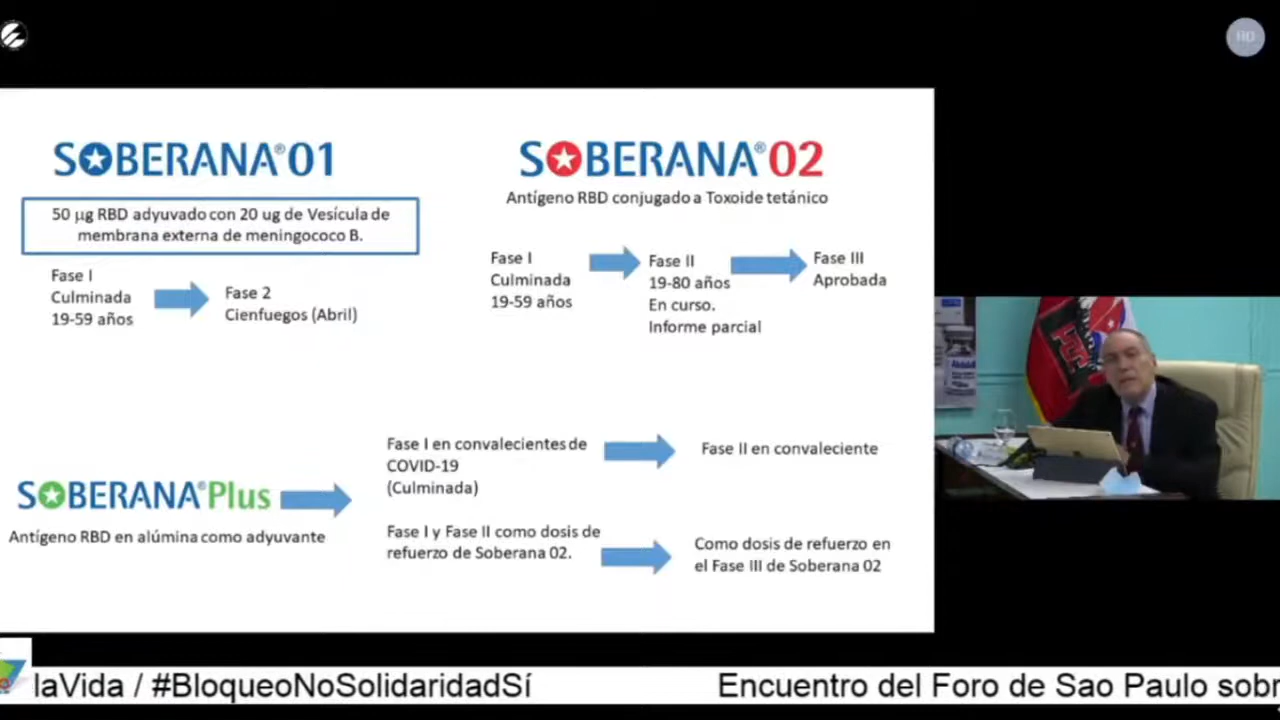 HD
SOBERANA®01
50 µg RBD adyuvado con 20 ug de Vesícula de
membrana externa de meningococo B.
Fase I
Culminada
19-59 años
Fase 2
Cienfuegos (Abril)
SOBERANA®02
Antígeno RBD conjugado a Toxoide tetánico
Fase I
Culminada
19-59 años
Fase II
19-80 años
En curso.
Informe parcial
Fase III
Aprobada
SOBERANA®Plus
Antígeno RBD en alúmina como adyuvante
Fase I en convalecientes de
COVID-19
(Culminada)
Fase II en convaleciente
Fase I y Fase II como dosis de
refuerzo de Soberana 02.
Como dosis de refuerzo en
el Fase III de Soberana 02
laVida / #BloqueoNoSolidaridadSí
Encuentro del Foro de Sao Paulo sobr